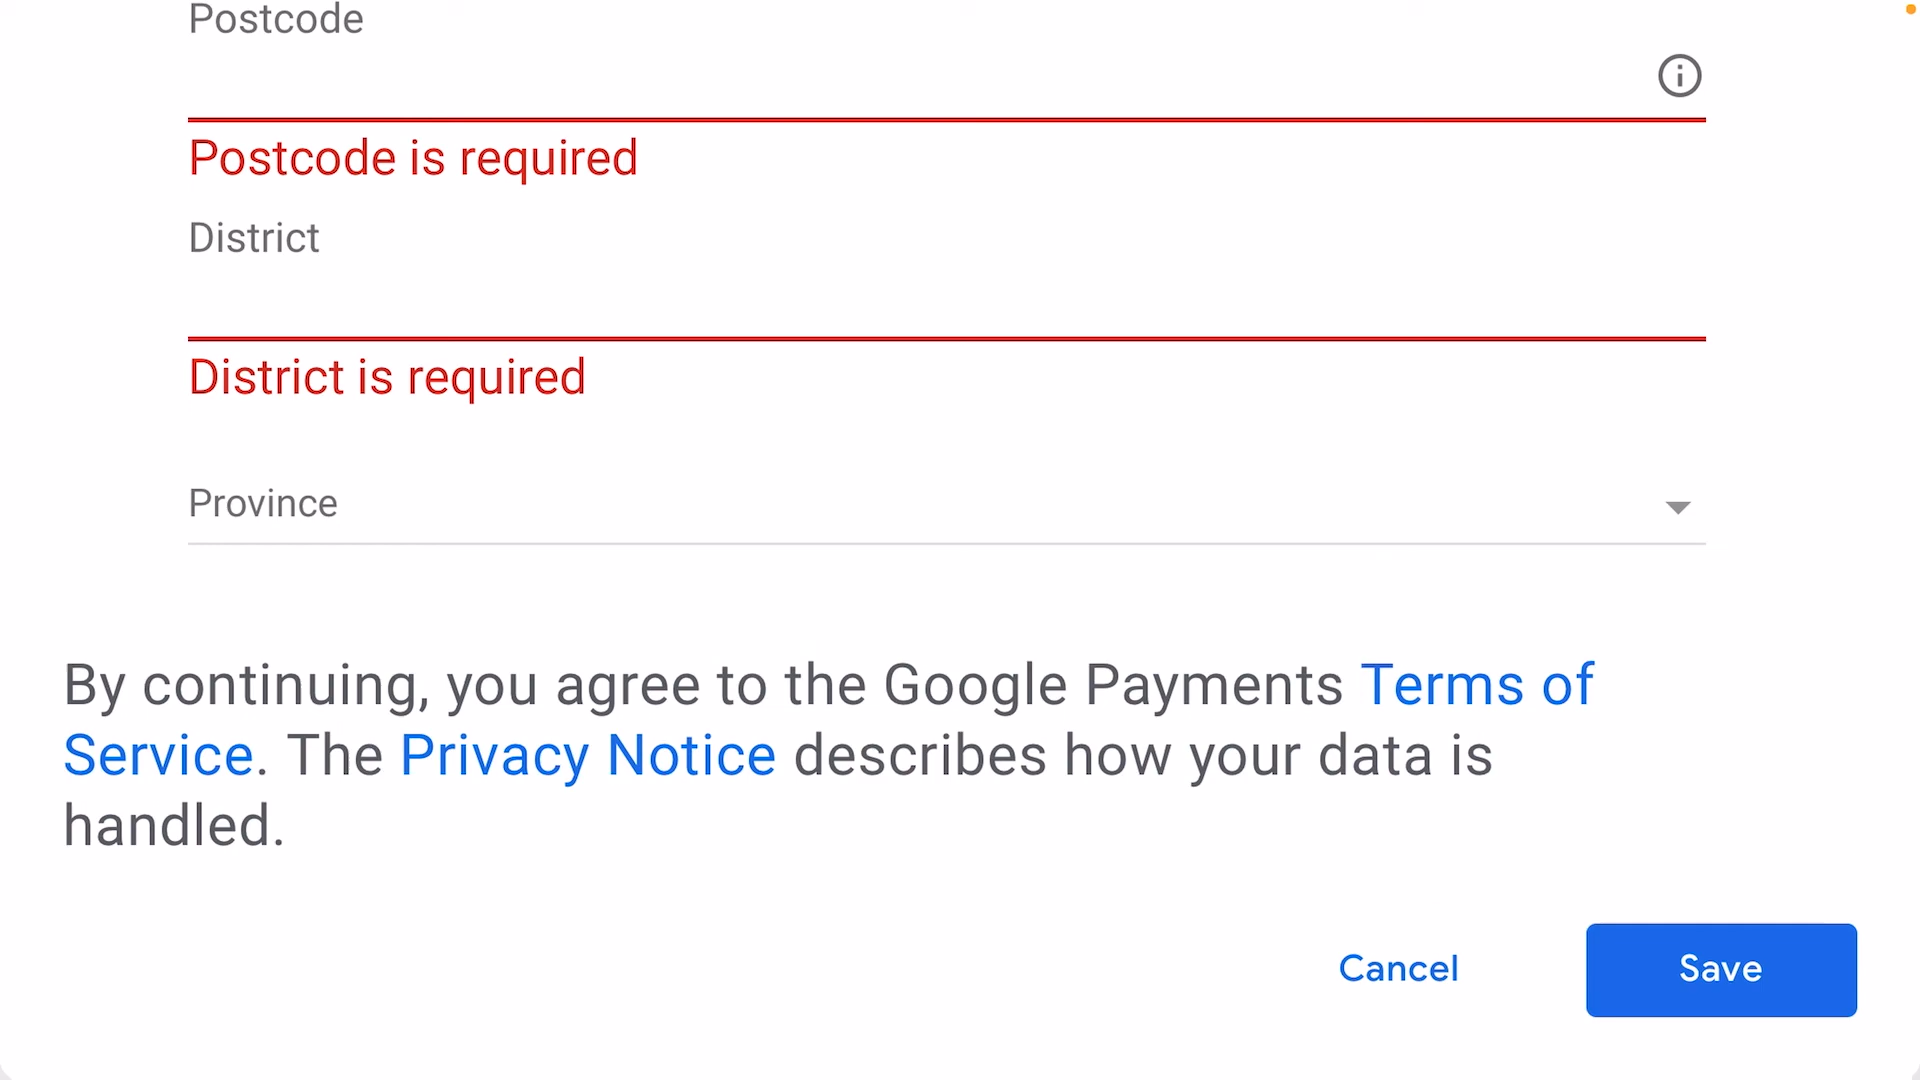 Postcode
Postcode is required
District
District is required
Province
By continuing, you agree to the Google Payments Terms of
Service. The Privacy Notice describes how your data is
handled.
Cancel
Save